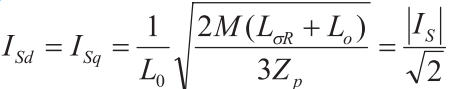 I_{Sd} = I_{Sq} = \frac{1}{L_0} \sqrt{\frac{2M(L_{\sigma R} + L_o)}{3Z_p}} = \frac{|I_S|}{\sqrt{2}}